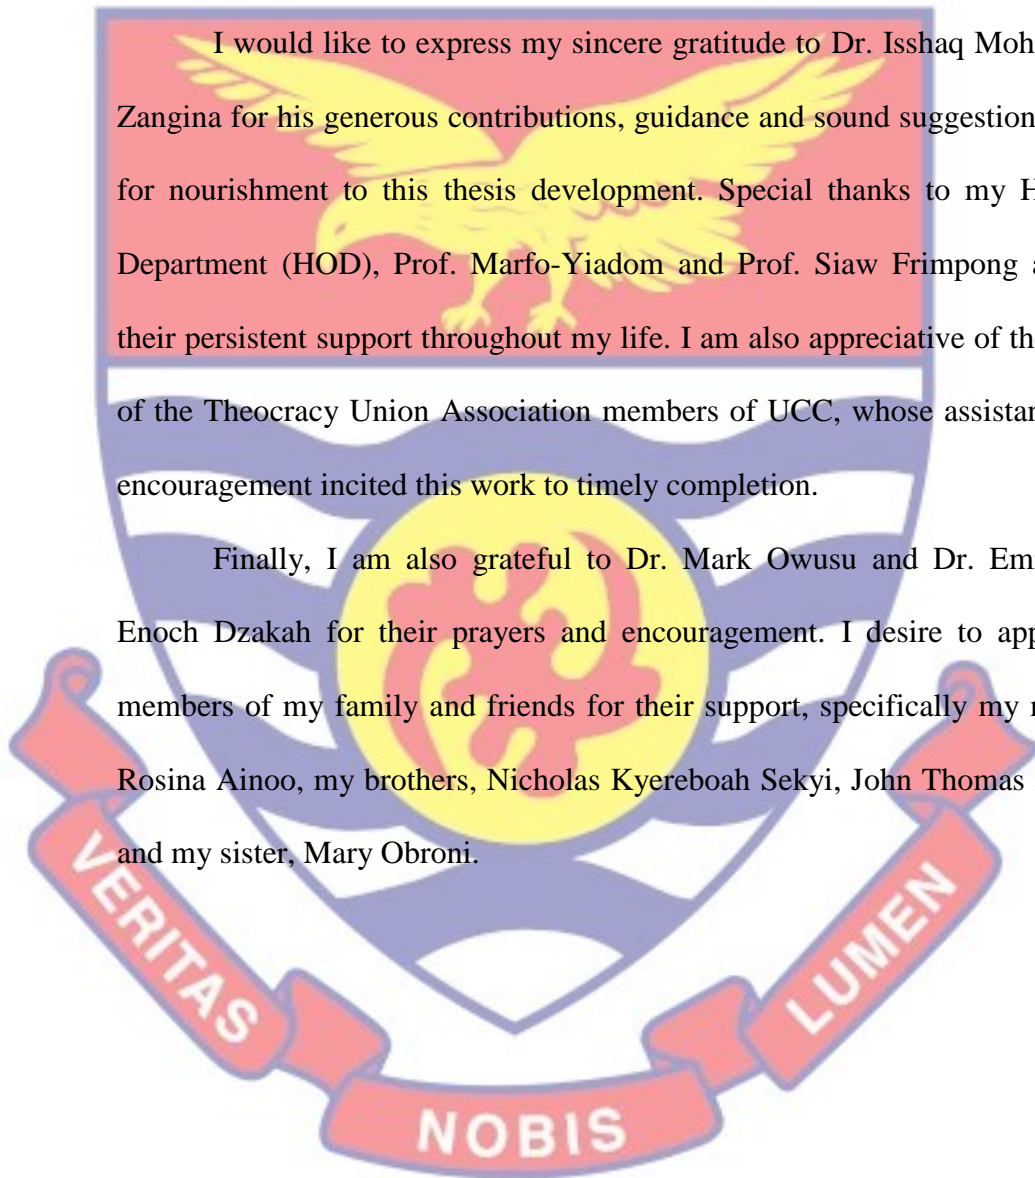 I would like to express my sincere gratitude to Dr. Isshaq Moh
Zangina for his generous contributions, guidance and sound suggestion
for nourishment to this thesis development. Special thanks to my H
Department (HOD), Prof. Marfo-Yiadom and Prof. Siaw Frimpong a
their persistent support throughout my life. I am also appreciative of th
of the Theocracy Union Association members of UCC, whose assistan
encouragement incited this work to timely completion.
Finally, I am also grateful to Dr. Mark Owusu and Dr. Em
Enoch Dzakah for their prayers and encouragement. I desire to app
members of my family and friends for their support, specifically my
Rosina Ainoo, my brothers, Nicholas Kyereboah Sekyi, John Thomas
and my sister, Mary Obroni.
VERITAS
NOBIS
LUMEN